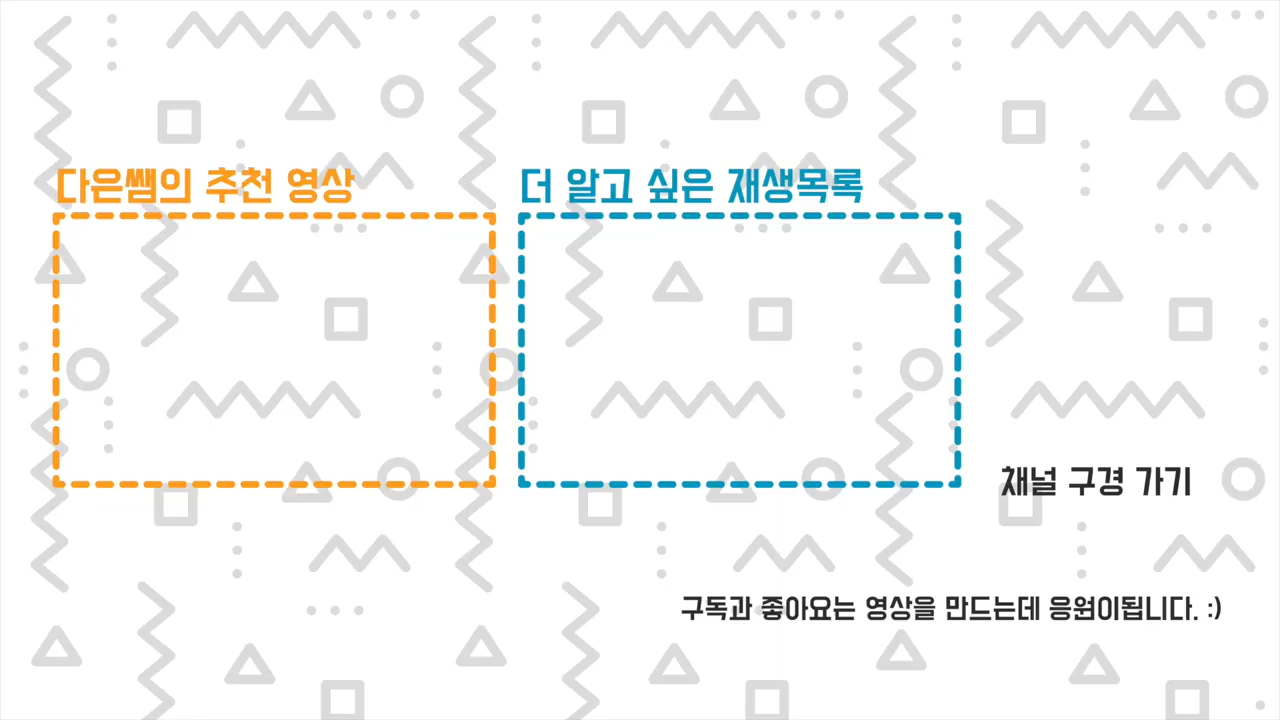 다은쌤의 추천 영상
더 알고 싶은 재생목록
채널 구경 가기
구독과 좋아요는 영상을 만드는데 응원이됩니다. :)